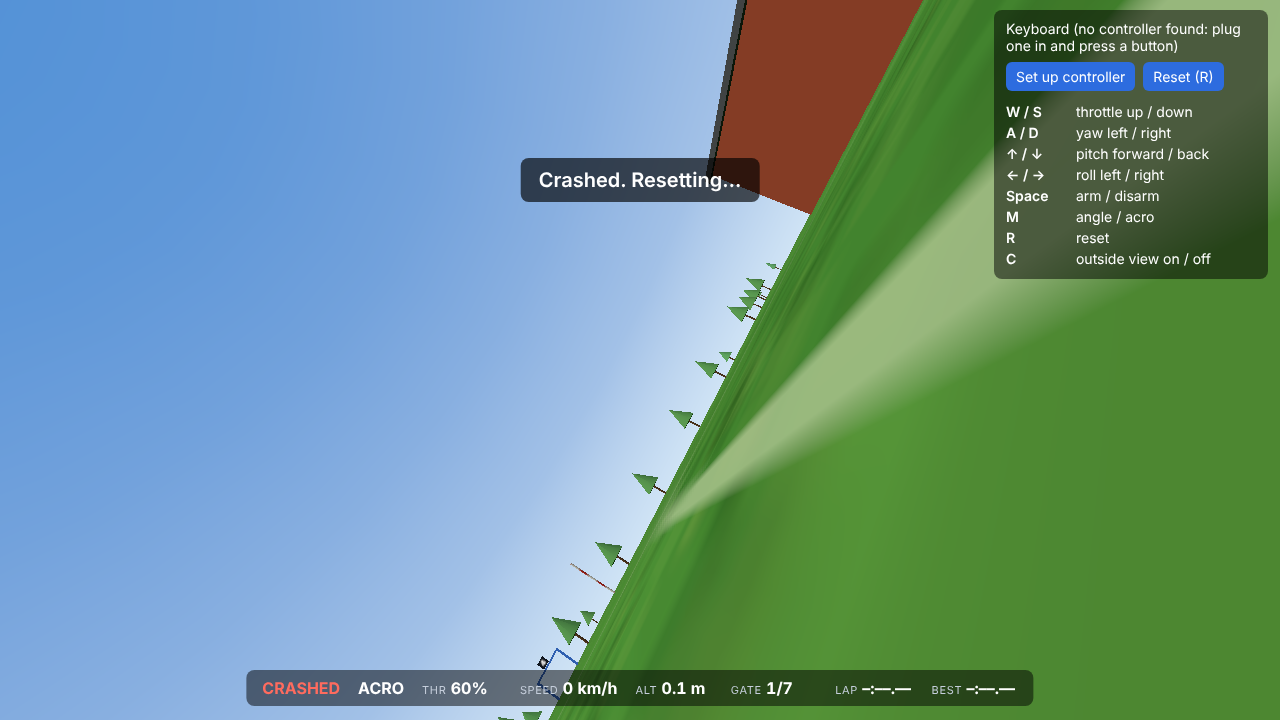 Keyboard (no controller found: plug
one in and press a button)
Set up controller Reset (R)
W / S throttle up / down
A / D yaw left / right
↑ / ↓ pitch forward / back
← / → roll left / right
Space arm / disarm
M angle / acro
R reset
C outside view on / off
Crashed. Resetting...
CRASHED ACRO THR 60% SPEED 0 km/h ALT 0.1 m GATE 1/7 LAP –:––.–– BEST –:––.––